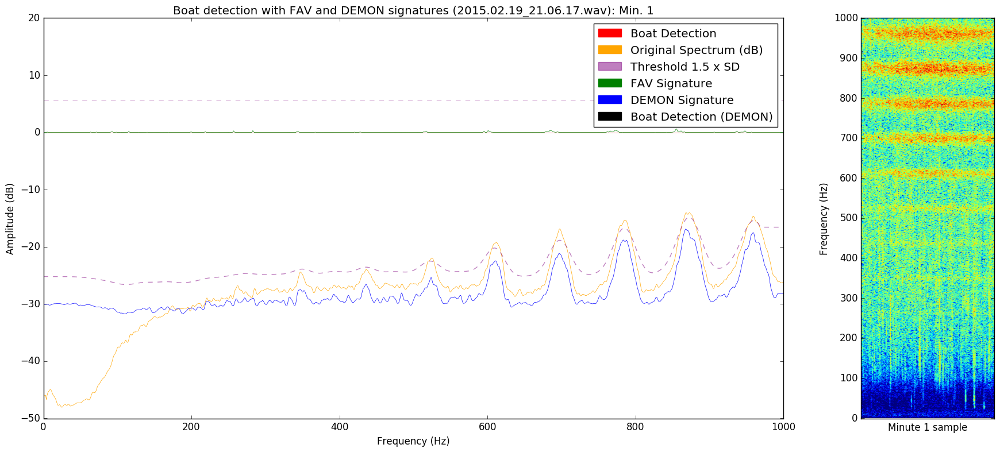 Boat detection with FAV and DEMON signatures (2015.02.19_21.06.17.wav): Min. 1
20
10
0
−10
−20
−30
−40
−50
Amplitude (dB)
0
200
400
600
800
1000
Frequency (Hz)
Boat Detection
Original Spectrum (dB)
Threshold 1.5 x SD
FAV Signature
DEMON Signature
Boat Detection (DEMON)
1000
900
800
700
600
500
400
300
200
100
0
Frequency (Hz)
Minute 1 sample